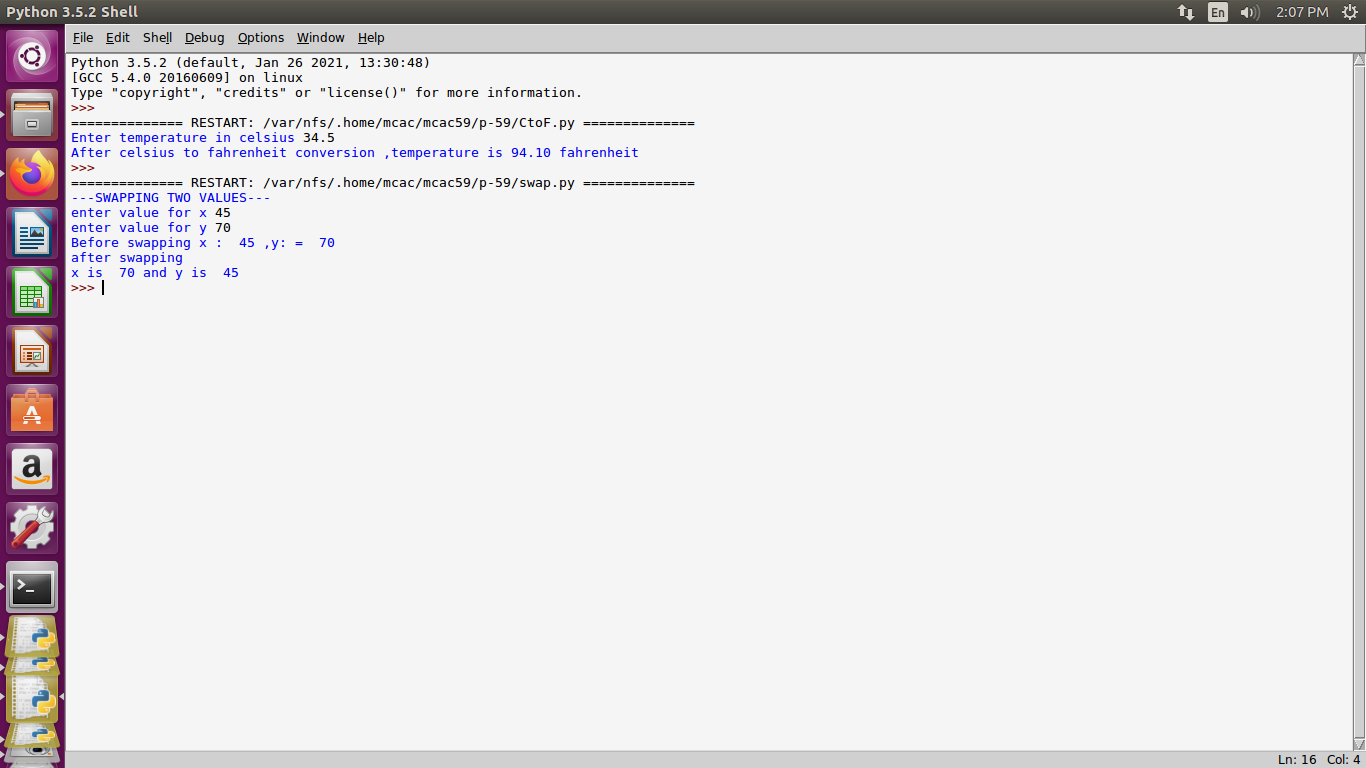 Python 3.5.2 Shell
En
2:07 PM
File Edit Shell Debug Options Window Help
Python 3.5.2 (default, Jan 26 2021, 13:30:48)
[GCC 5.4.0 20160609] on linux
Type "copyright", "credits" or "license()" for more information.
>>>
============== RESTART: /var/nfs/.home/mcac/mcac59/p-59/CtoF.py ==============
Enter temperature in celsius 34.5
After celsius to fahrenheit conversion ,temperature is 94.10 fahrenheit
>>>
============== RESTART: /var/nfs/.home/mcac/mcac59/p-59/swap.py ==============
---SWAPPING TWO VALUES---
enter value for x 45
enter value for y 70
Before swapping x :  45 ,y: =  70
after swapping
x is  70 and y is  45
>>>
A
a
>_
Ln: 16 Col: 4